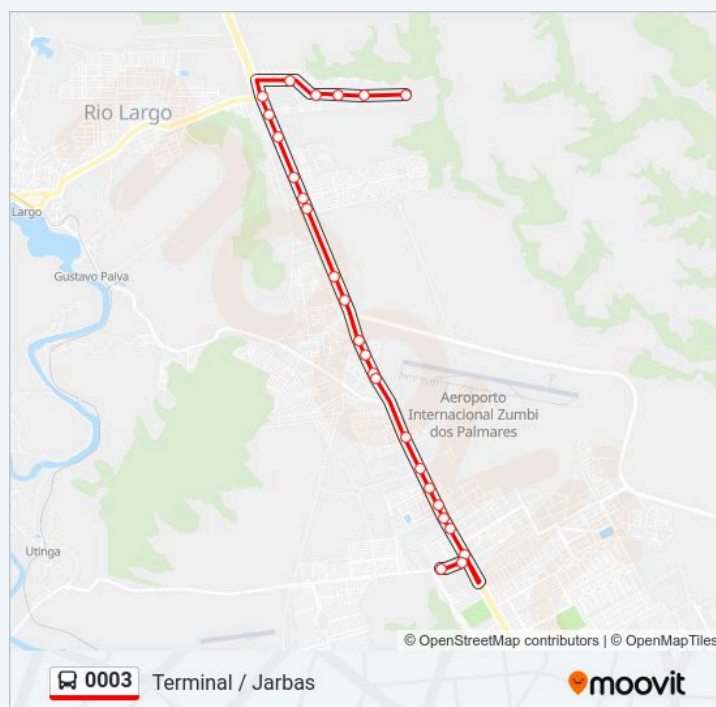 Rio Largo
Largo
Gustavo Paiva
Aeroporto
Internacional Zumbi
dos Palmares
Utinga
© OpenStreetMap contributors | © OpenMapTiles
0003 Terminal / Jarbas
moovit